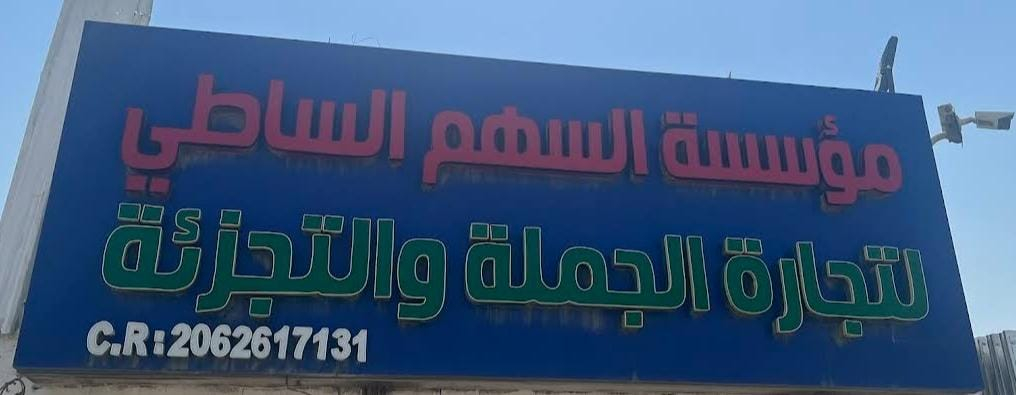 مؤسسة السهم الساطي
لتجارة الجملة والتجزئة
C.R:2062617131